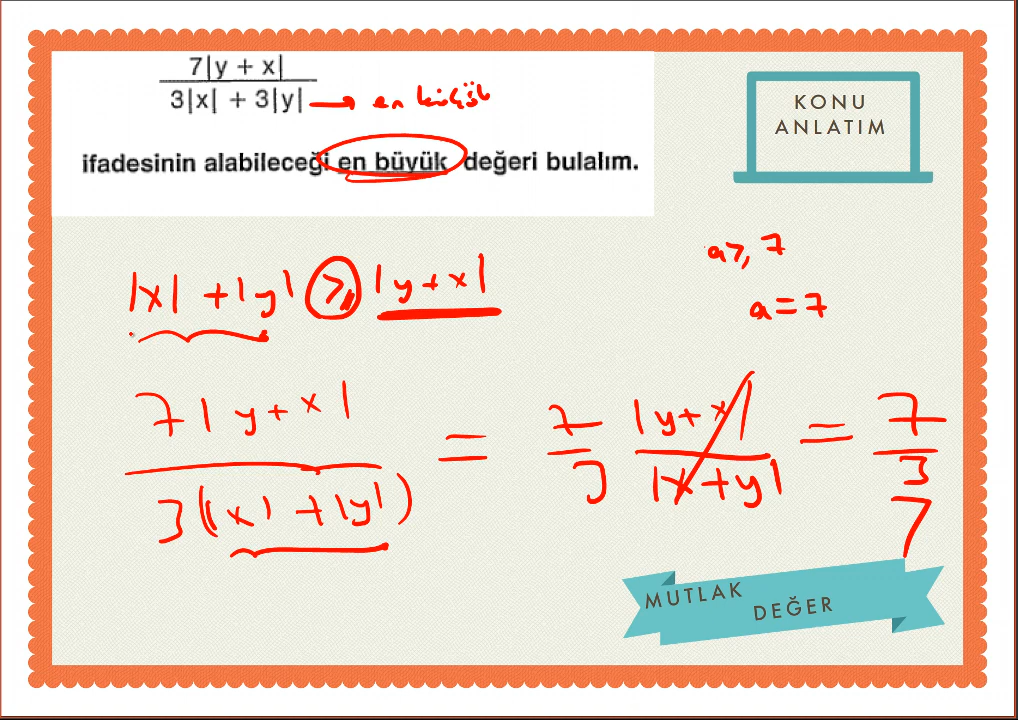 7|y + x|
3|x| + 3|y| → en küçük
ifadesinin alabileceği en büyük değeri bulalım.
KONU
ANLATIM
|x| + |y| ≥ |y+x|
a ≥ 7
a = 7
7|y+x|
3(|x| + |y|)
=
7
3
|y+x|
|x+y|
=
7
3
7
MUTLAK
DEĞER